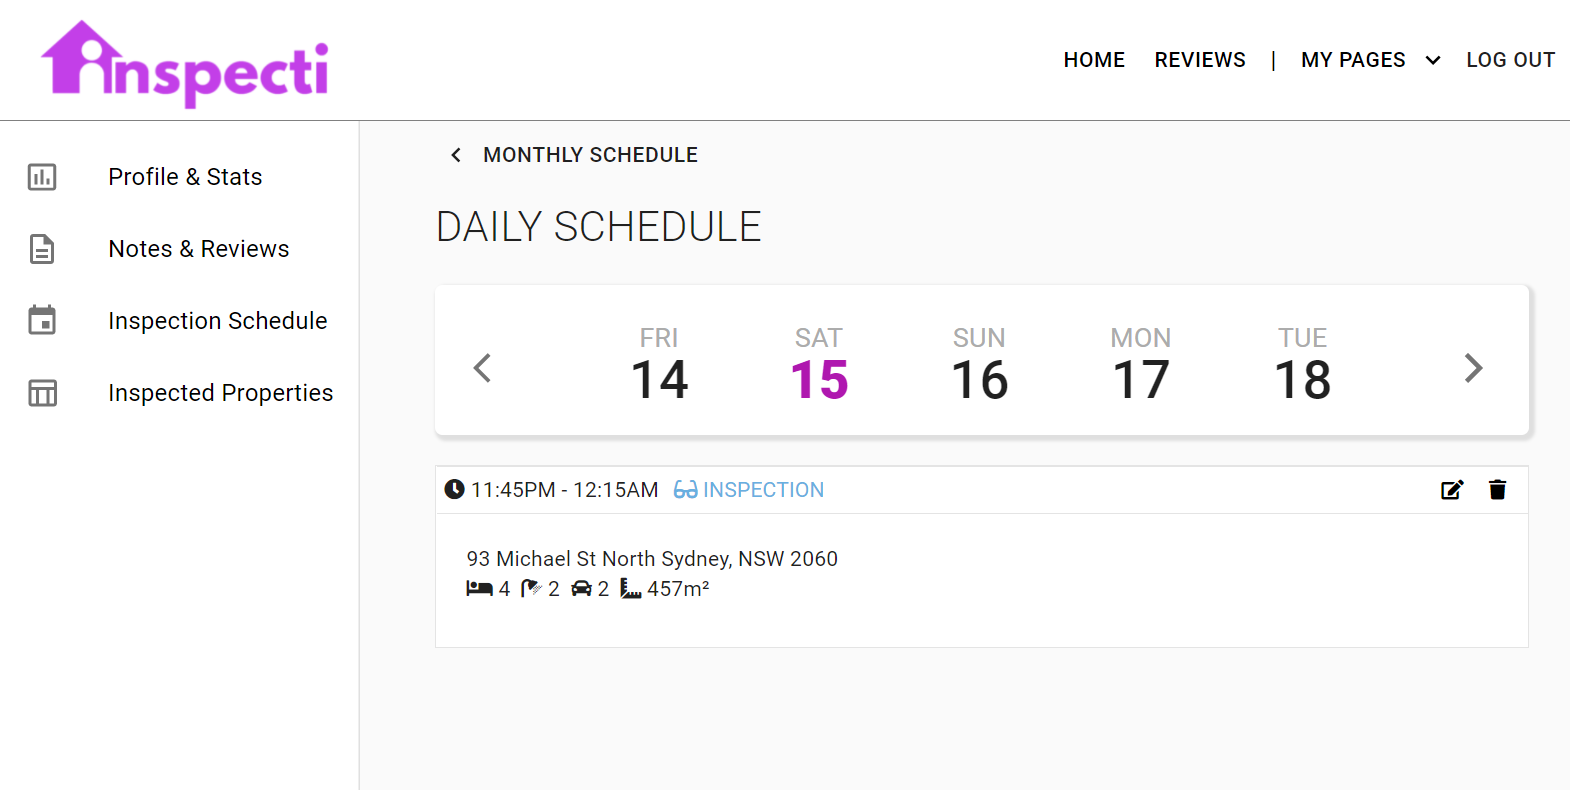 inspecti
HOME REVIEWS | MY PAGES LOG OUT
Profile & Stats
Notes & Reviews
Inspection Schedule
Inspected Properties
MONTHLY SCHEDULE
DAILY SCHEDULE
FRI SAT SUN MON TUE
14 15 16 17 18
11:45PM - 12:15AM INSPECTION
93 Michael St North Sydney, NSW 2060
4 2 2 457m²